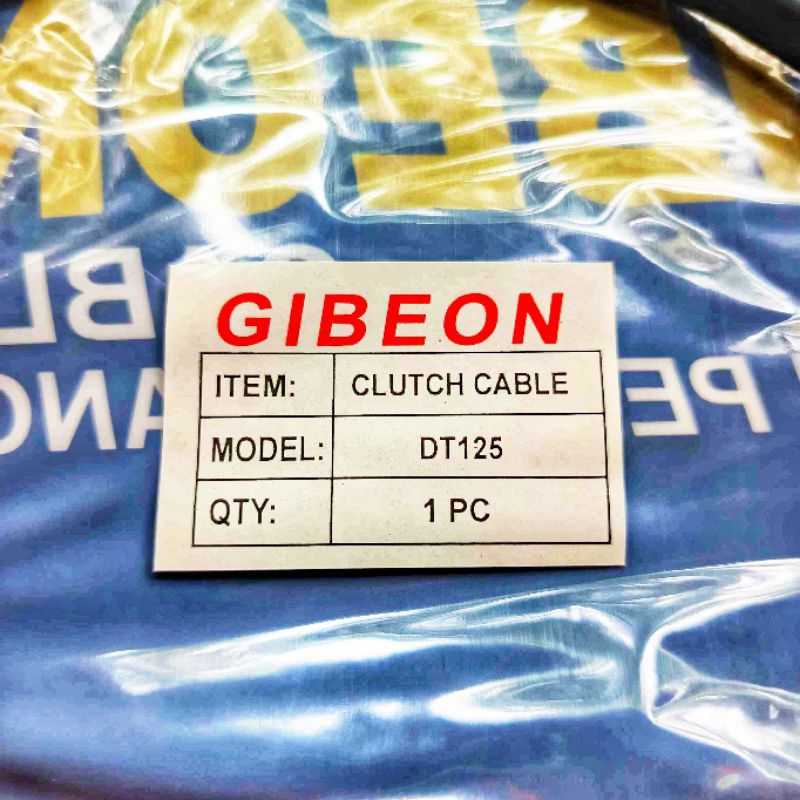 GIBEON
ITEM: CLUTCH CABLE
MODEL: DT125
QTY: 1 PC